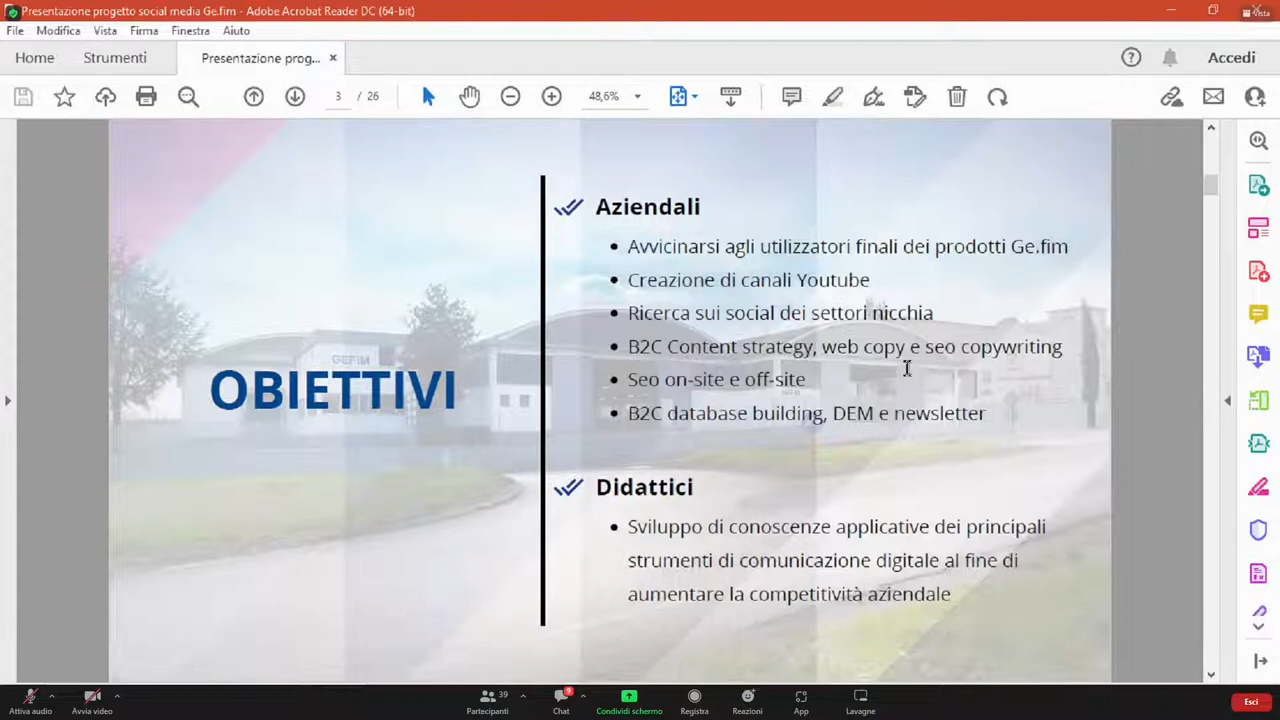 Presentazione progetto social media Ge.fim - Adobe Acrobat Reader DC (64-bit)
Vista
File Modifica Vista Firma Finestra Aiuto
Home Strumenti Presentazione prog... × Accedi
3 / 26 48,6%
Aziendali
• Avvicinarsi agli utilizzatori finali dei prodotti Ge.fim
• Creazione di canali Youtube
• Ricerca sui social dei settori nicchia
• B2C Content strategy, web copy e seo copywriting
• Seo on-site e off-site
• B2C database building, DEM e newsletter
GEFIM
OBIETTIVI
Didattici
• Sviluppo di conoscenze applicative dei principali
strumenti di comunicazione digitale al fine di
aumentare la competitività aziendale
39 9
Attiva audio Avvia video Partecipanti Chat Condividi schermo Registra Reazioni App Lavagne Esci